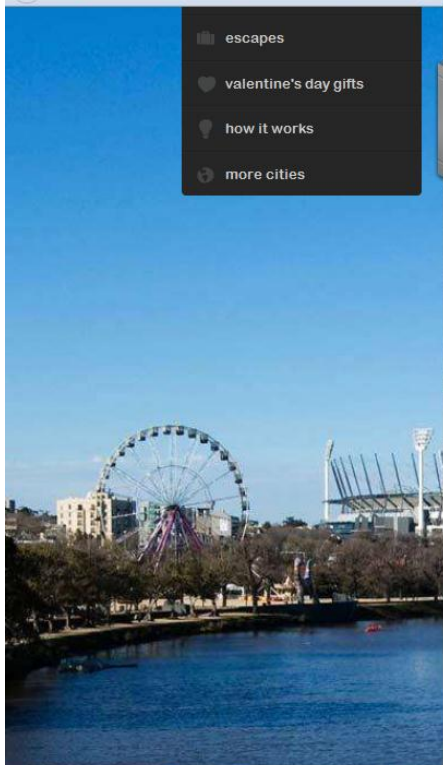 escapes
valentine's day gifts
how it works
more cities